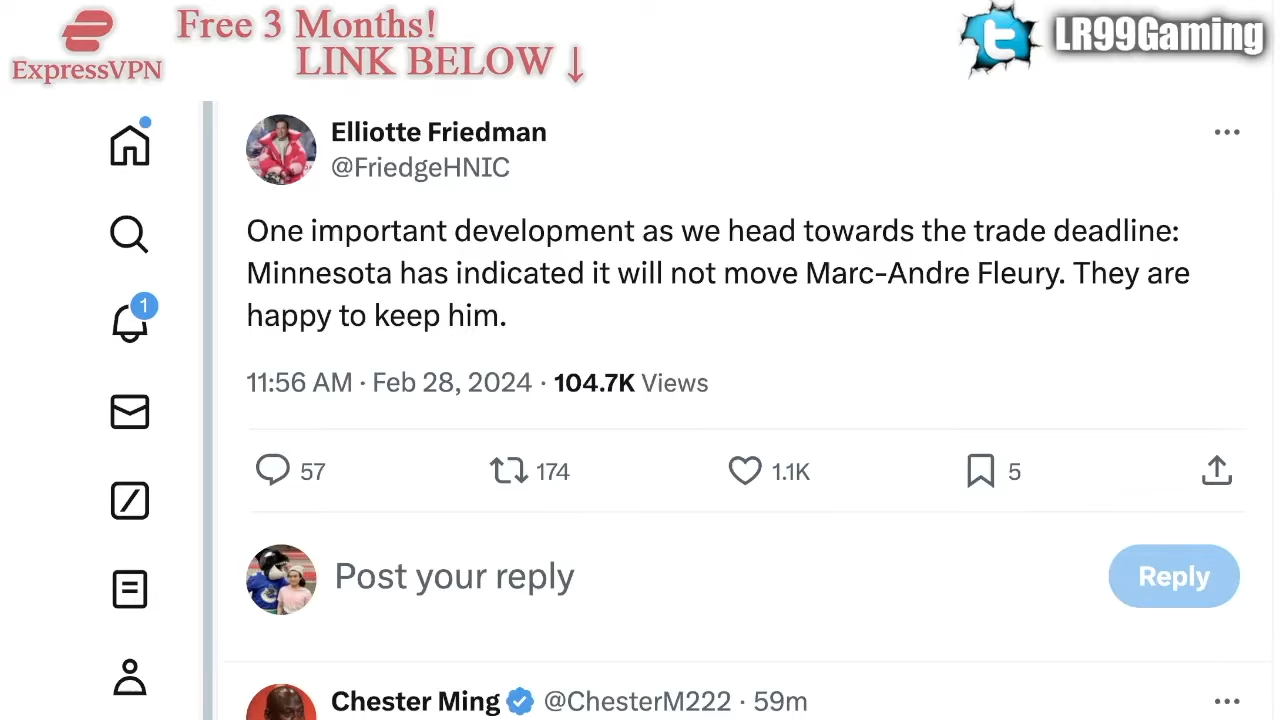 Free 3 Months!
LINK BELOW ↓
ExpressVPN
LR99Gaming
Elliotte Friedman
@FriedgeHNIC
One important development as we head towards the trade deadline:
Minnesota has indicated it will not move Marc-Andre Fleury. They are
happy to keep him.
11:56 AM · Feb 28, 2024 · 104.7K Views
1
57 174 1.1K 5
Post your reply
Reply
Chester Ming @ChesterM222 · 59m